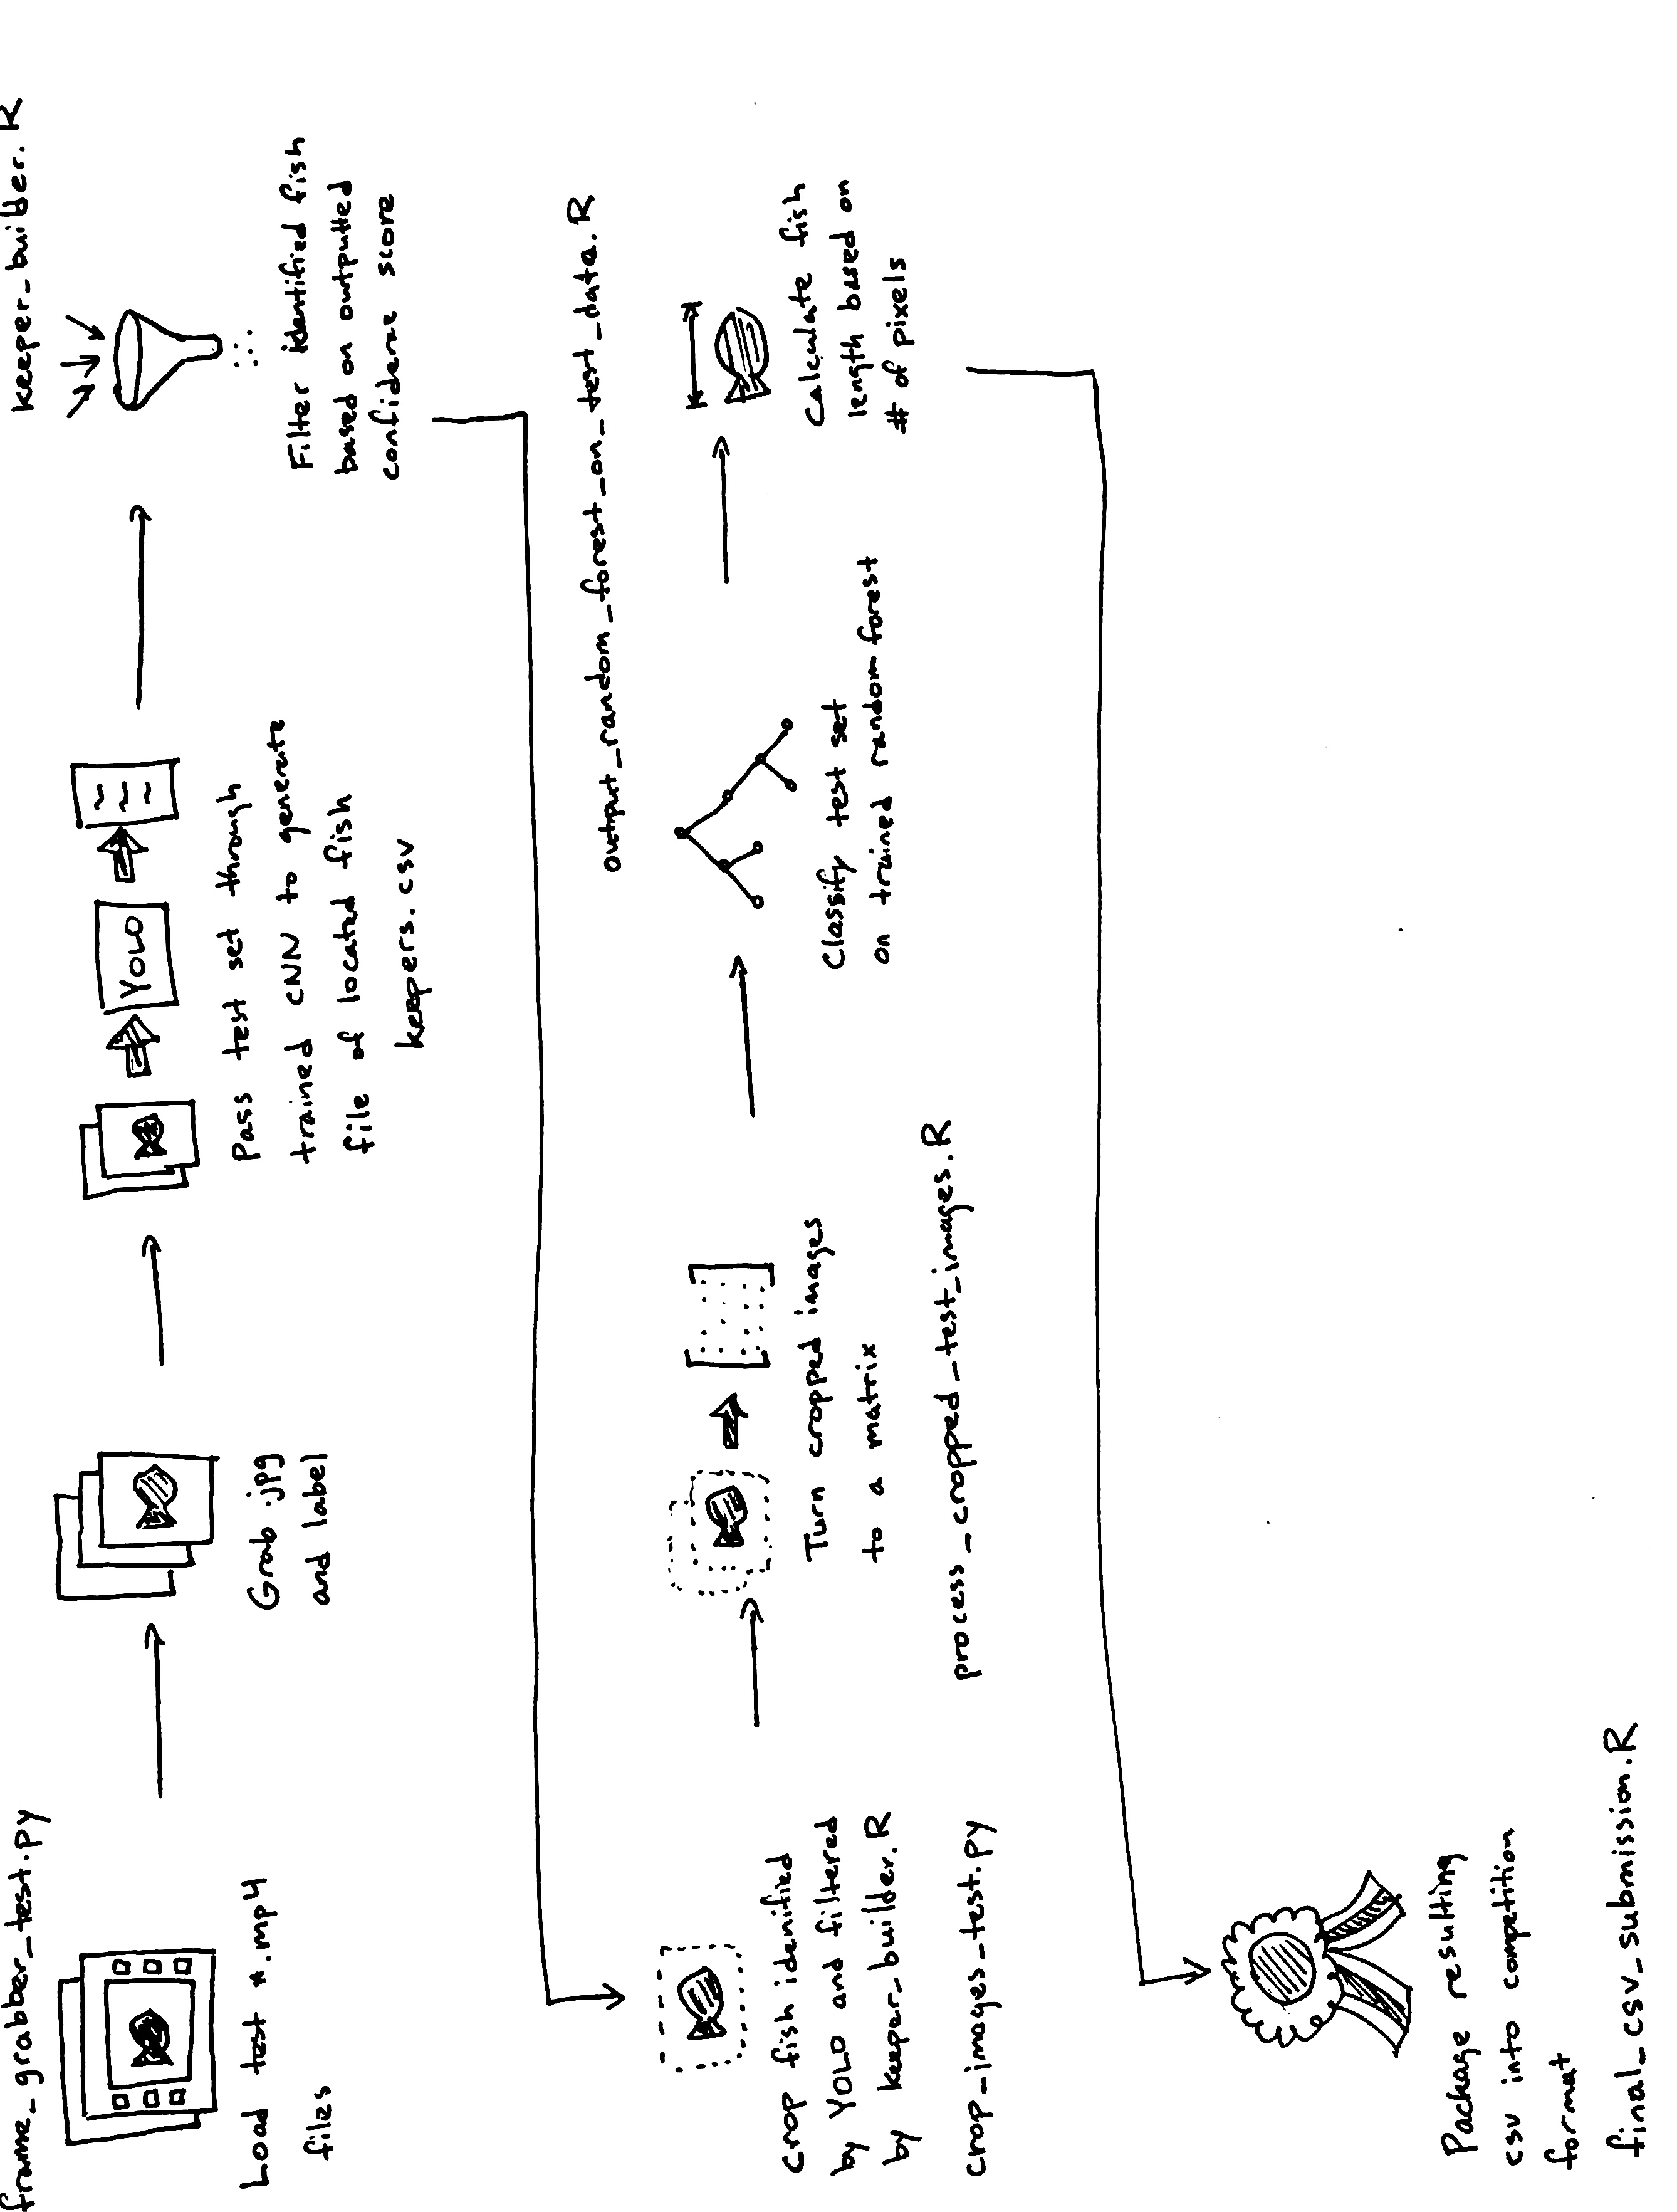 frame_grabber_test.py
Load test *.mp4
files
Grab .jpg
and label
YOLO
Pass test set through
trained CNN to generate
file of located fish
keepers.csv
keeper_builder.R
Filter identified fish
based on outputted
confidence score
Crop fish idenified
by YOLO and filtered
by keeper_builder.R
crop_images_test.py
Turn cropped images
to a matrix
process_cropped_test_images.R
output_random_forest_on_test_data.R
Classify test set
on trained random forest
Calculate fish
length based on
# of pixels
Package resulting
csv into competition
format
final_csv_submission.R